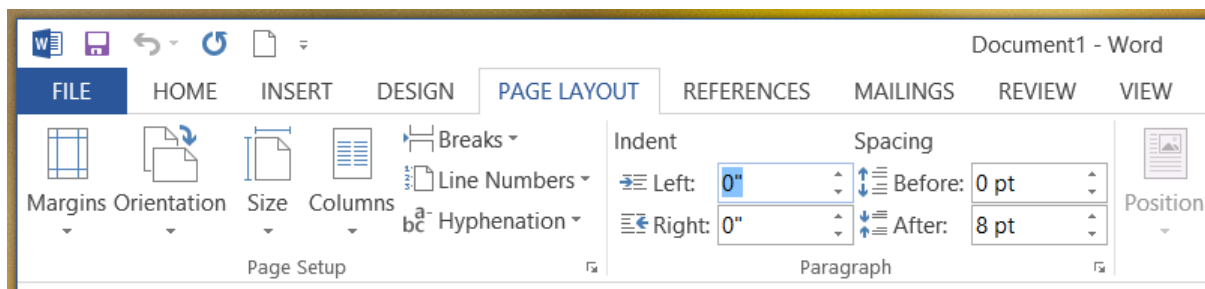 Document1 - Word
FILE HOME INSERT DESIGN PAGE LAYOUT REFERENCES MAILINGS REVIEW VIEW
Margins
Orientation
Size
Columns
Breaks
Line Numbers
Hyphenation
Page Setup
Indent
Left: 0"
Right: 0"
Spacing
Before: 0 pt
After: 8 pt
Paragraph
Position